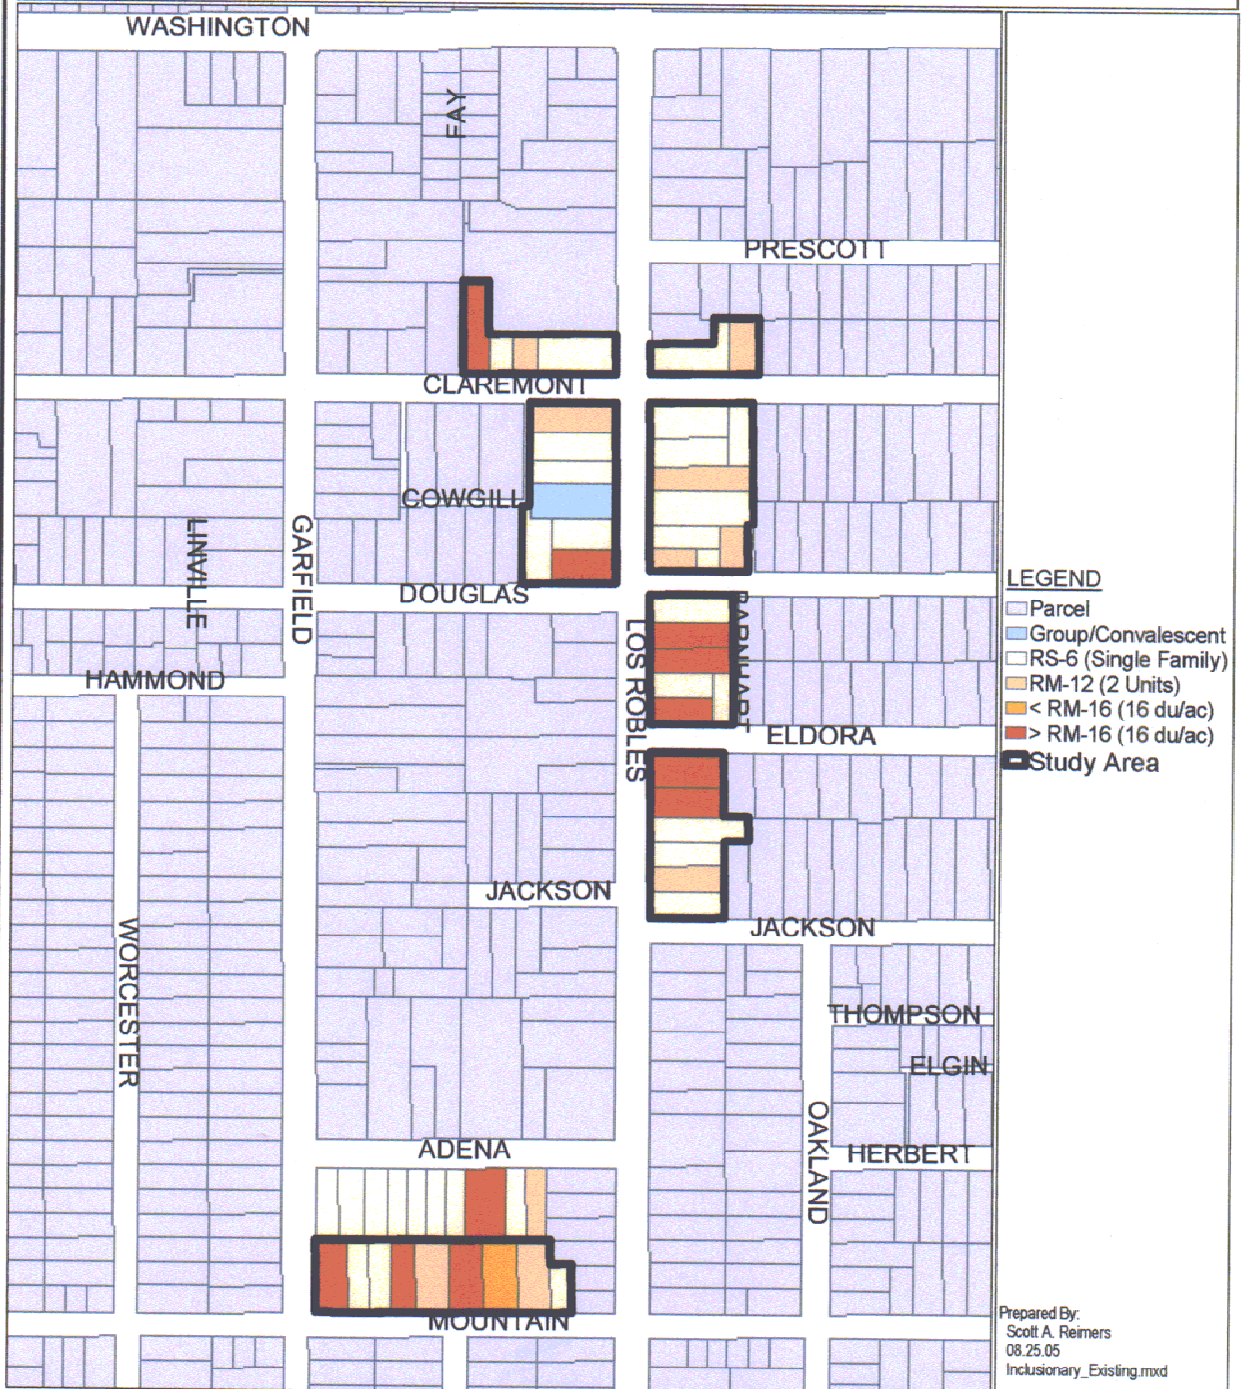 WASHINGTON
FAY
PRESCOTT
CLAREMONT
COWGILL
LINVILLE
GARFIELD
DOUGLAS
LOS ROBLES
BARNHART
HAMMOND
ELDORA
LEGEND
Parcel
Group/Convalescent
RS-6 (Single Family)
RM-12 (2 Units)
< RM-16 (16 du/ac)
> RM-16 (16 du/ac)
Study Area
JACKSON
JACKSON
WORCESTER
THOMPSON
ELGIN
OAKLAND
ADENA
HERBERT
MOUNTAIN
Prepared By:
Scott A. Reimers
08.25.05
Inclusionary_Existing.mxd